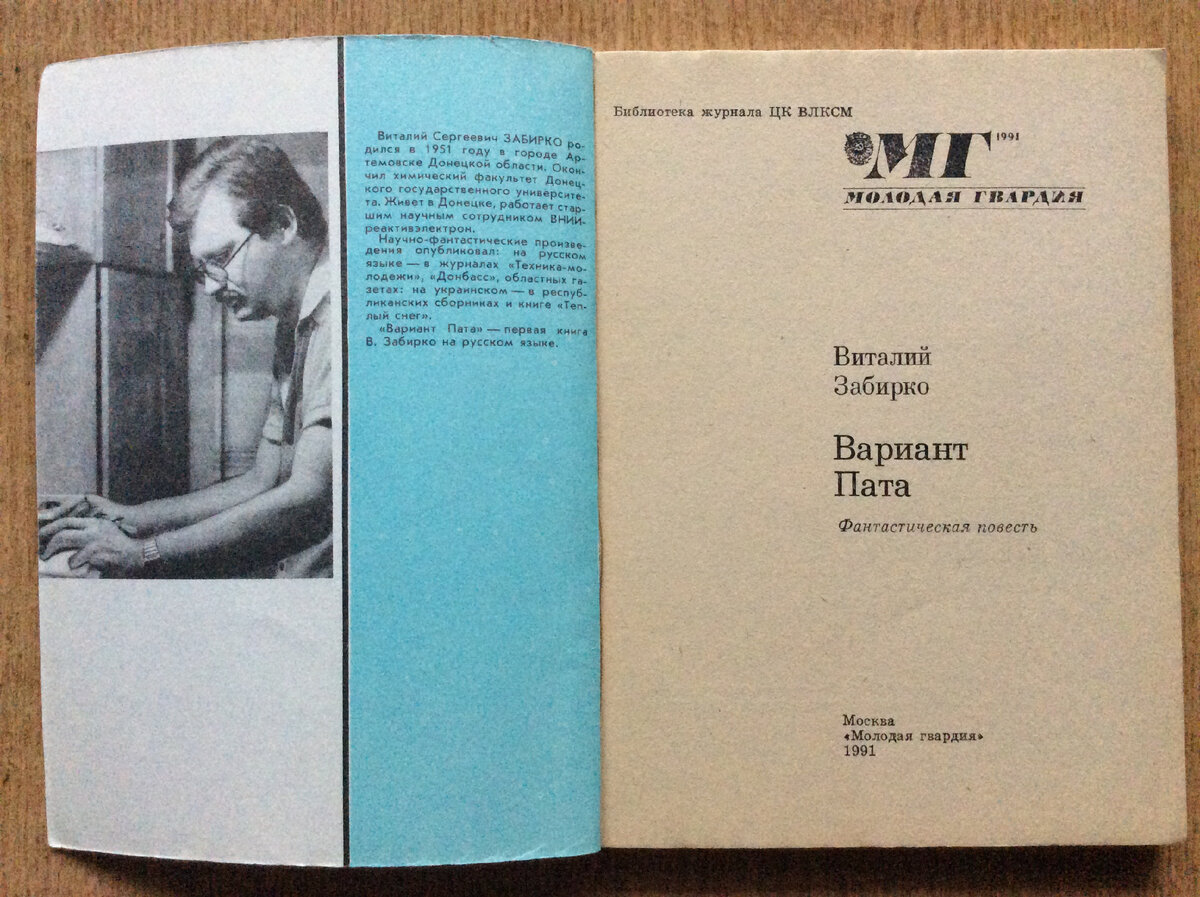 Виталий Сергеевич ЗАБИРКО ро-
дился в 1951 году в городе Ар-
темовске Донецкой области. Окон-
чил химический факультет Донец-
кого государственного университе-
та. Живет в Донецке, работает стар-
шим научным сотрудником ВНИИ-
реактивэлектрон.
Научно-фантастические произве-
дения опубликовал: на русском
языке — в журналах «Техника-мо-
лодежи», «Донбасс», областных га-
зетах: на украинском — в респуб-
ликанских сборниках и книге «Теп-
лый снег».
«Вариант Пата» — первая книга
В. Забирко на русском языке.
Библиотека журнала ЦК ВЛКСМ
МГ 1991
МОЛОДАЯ ГВАРДИЯ
Виталий
Забирко
Вариант
Пата
Фантастическая повесть
Москва
«Молодая гвардия»
1991